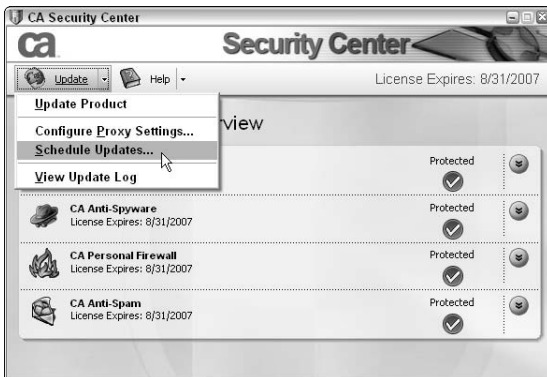 CA Security Center
ca
Security Center
Update
Help
License Expires: 8/31/2007
Update Product
Configure Proxy Settings...
Schedule Updates...
View Update Log
rview
Protected
CA Anti-Spyware
License Expires: 8/31/2007
Protected
CA Personal Firewall
License Expires: 8/31/2007
Protected
CA Anti-Spam
License Expires: 8/31/2007
Protected